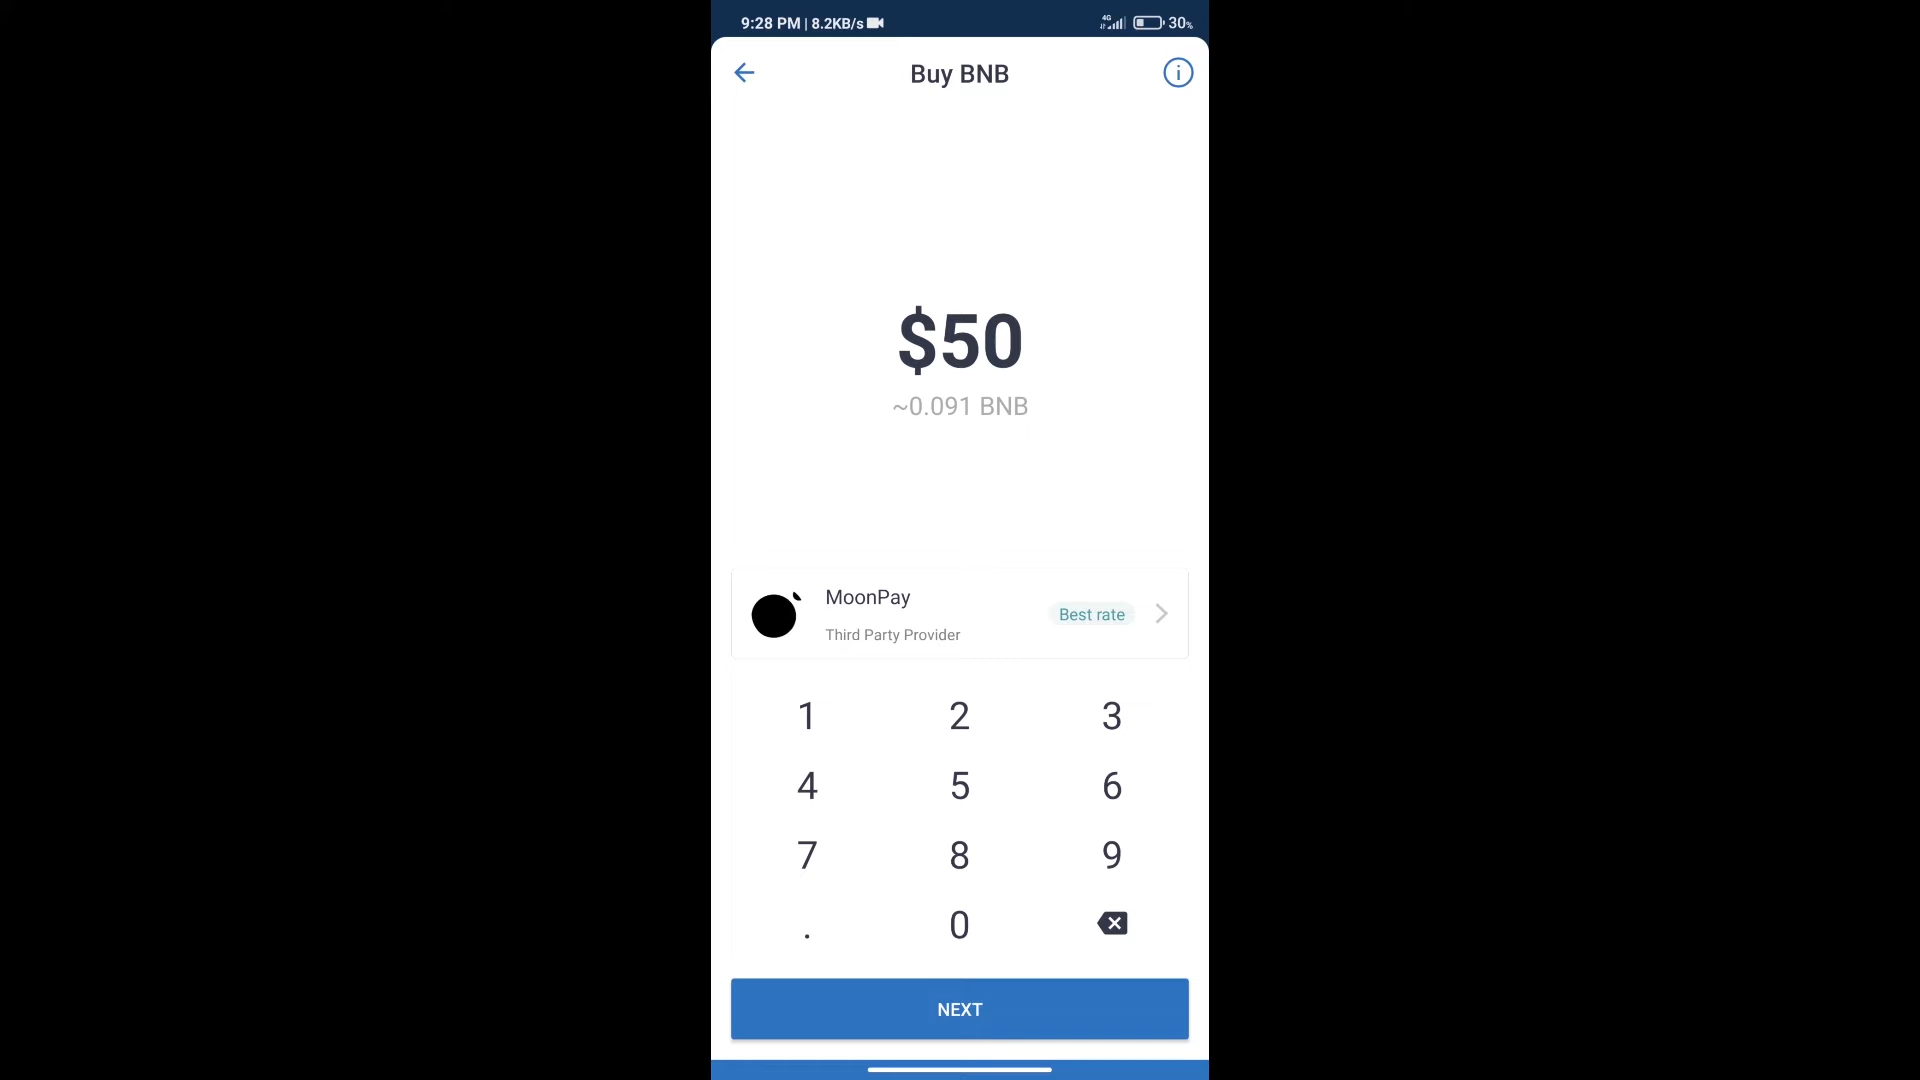 9:28 PM | 8.2KB/s 4G 30%
Buy BNB
$50
~0.091 BNB
MoonPay
Third Party Provider
Best rate
1 2 3
4 5 6
7 8 9
. 0
NEXT